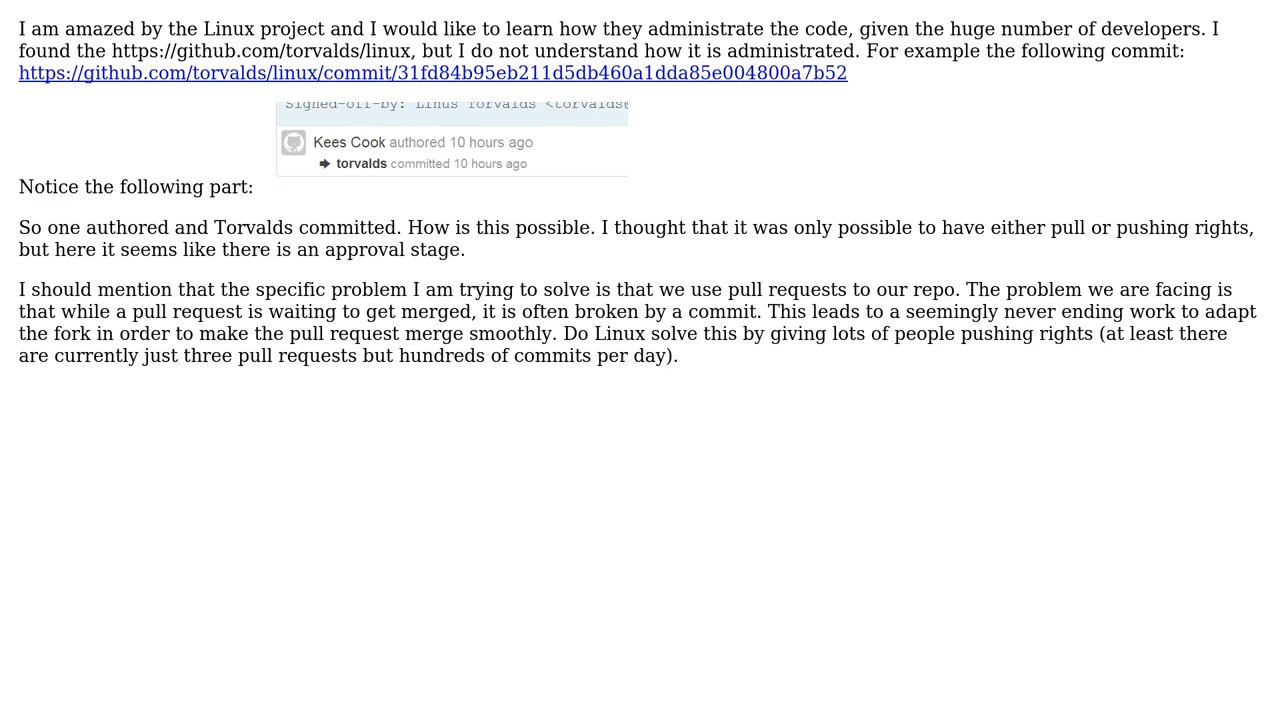 I am amazed by the Linux project and I would like to learn how they administrate the code, given the huge number of developers. I
found the https://github.com/torvalds/linux, but I do not understand how it is administrated. For example the following commit:
https://github.com/torvalds/linux/commit/31fd84b95eb211d5db460a1dda85e004800a7b52
Signed-off-by: Linus Torvalds <torvalds
Kees Cook authored 10 hours ago
torvalds committed 10 hours ago
Notice the following part:
So one authored and Torvalds committed. How is this possible. I thought that it was only possible to have either pull or pushing rights,
but here it seems like there is an approval stage.
I should mention that the specific problem I am trying to solve is that we use pull requests to our repo. The problem we are facing is
that while a pull request is waiting to get merged, it is often broken by a commit. This leads to a seemingly never ending work to adapt
the fork in order to make the pull request merge smoothly. Do Linux solve this by giving lots of people pushing rights (at least there
are currently just three pull requests but hundreds of commits per day).